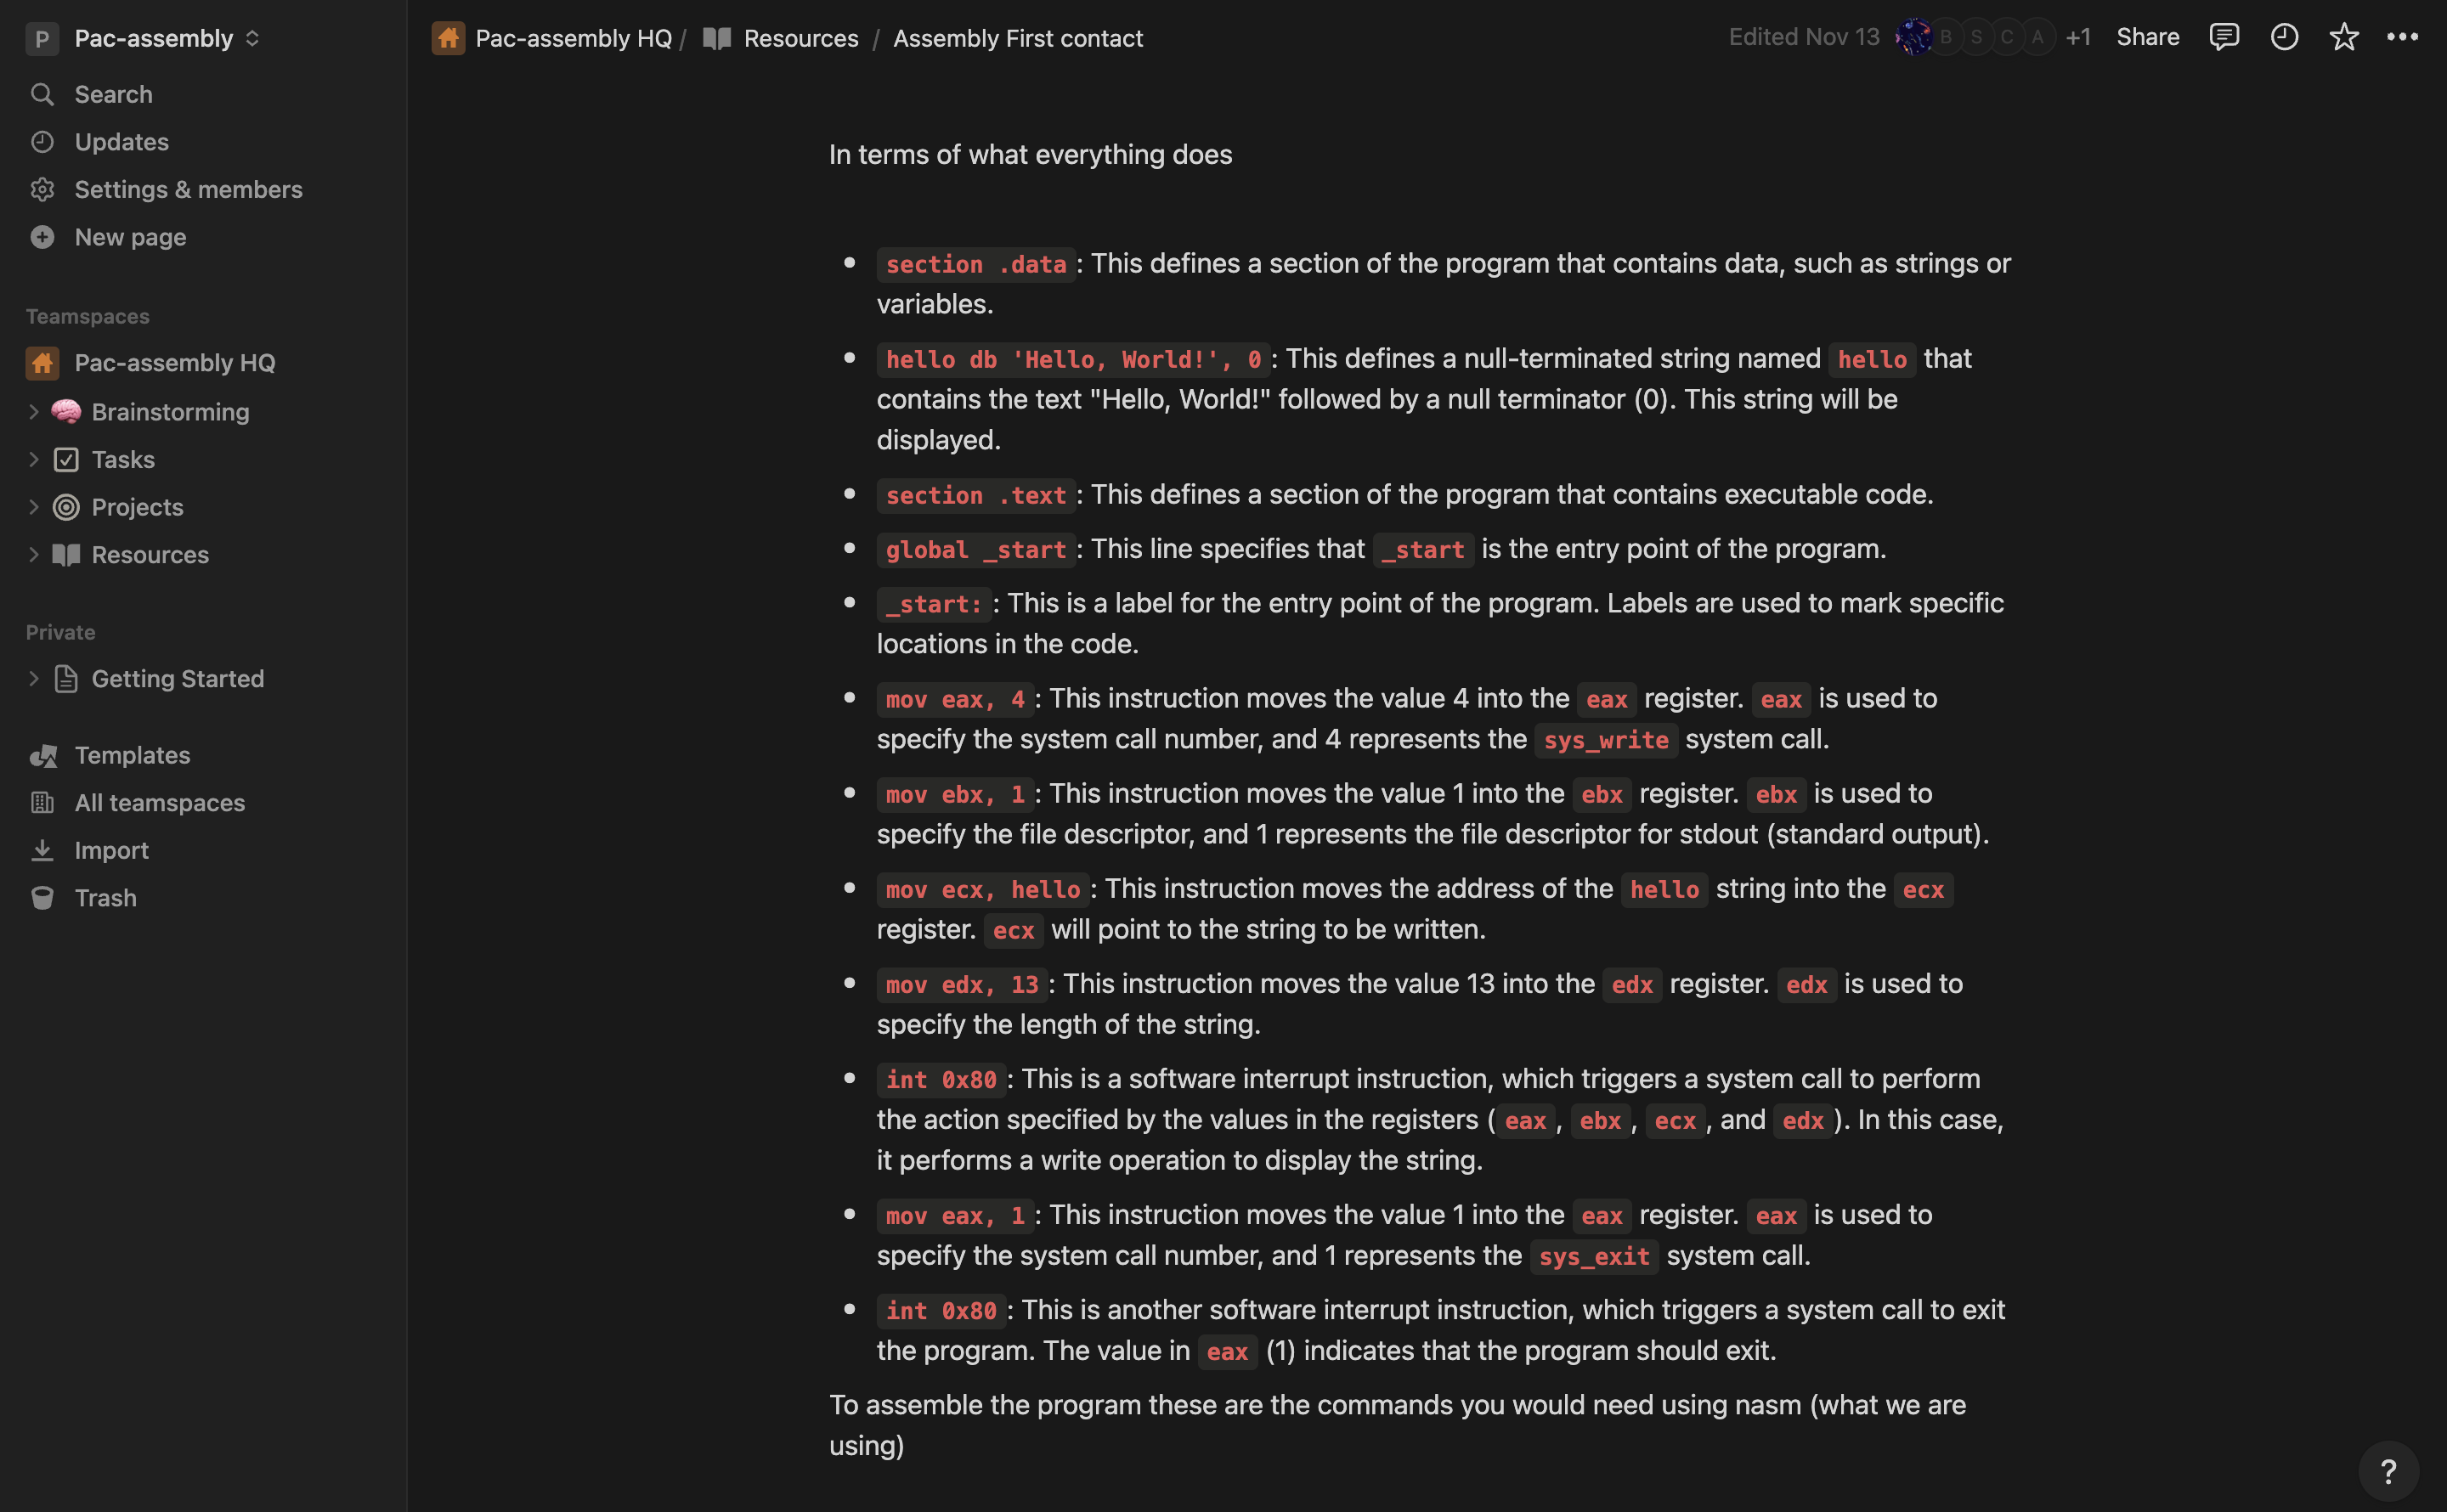 P Pac-assembly
Search
Updates
Settings & members
New page
Teamspaces
Pac-assembly HQ
Brainstorming
Tasks
Projects
Resources
Private
Getting Started
Templates
All teamspaces
Import
Trash
Pac-assembly HQ / Resources / Assembly First contact
Edited Nov 13 B S C A +1 Share
In terms of what everything does
section .data : This defines a section of the program that contains data, such as strings or
variables.
hello db 'Hello, World!', 0 : This defines a null-terminated string named hello that
contains the text "Hello, World!" followed by a null terminator (0). This string will be
displayed.
section .text : This defines a section of the program that contains executable code.
global _start : This line specifies that _start is the entry point of the program.
_start: : This is a label for the entry point of the program. Labels are used to mark specific
locations in the code.
mov eax, 4 : This instruction moves the value 4 into the eax register. eax is used to
specify the system call number, and 4 represents the sys_write system call.
mov ebx, 1 : This instruction moves the value 1 into the ebx register. ebx is used to
specify the file descriptor, and 1 represents the file descriptor for stdout (standard output).
mov ecx, hello : This instruction moves the address of the hello string into the ecx
register. ecx will point to the string to be written.
mov edx, 13 : This instruction moves the value 13 into the edx register. edx is used to
specify the length of the string.
int 0x80 : This is a software interrupt instruction, which triggers a system call to perform
the action specified by the values in the registers ( eax , ebx , ecx , and edx ). In this case,
it performs a write operation to display the string.
mov eax, 1 : This instruction moves the value 1 into the eax register. eax is used to
specify the system call number, and 1 represents the sys_exit system call.
int 0x80 : This is another software interrupt instruction, which triggers a system call to exit
the program. The value in eax (1) indicates that the program should exit.
To assemble the program these are the commands you would need using nasm (what we are
using)
?